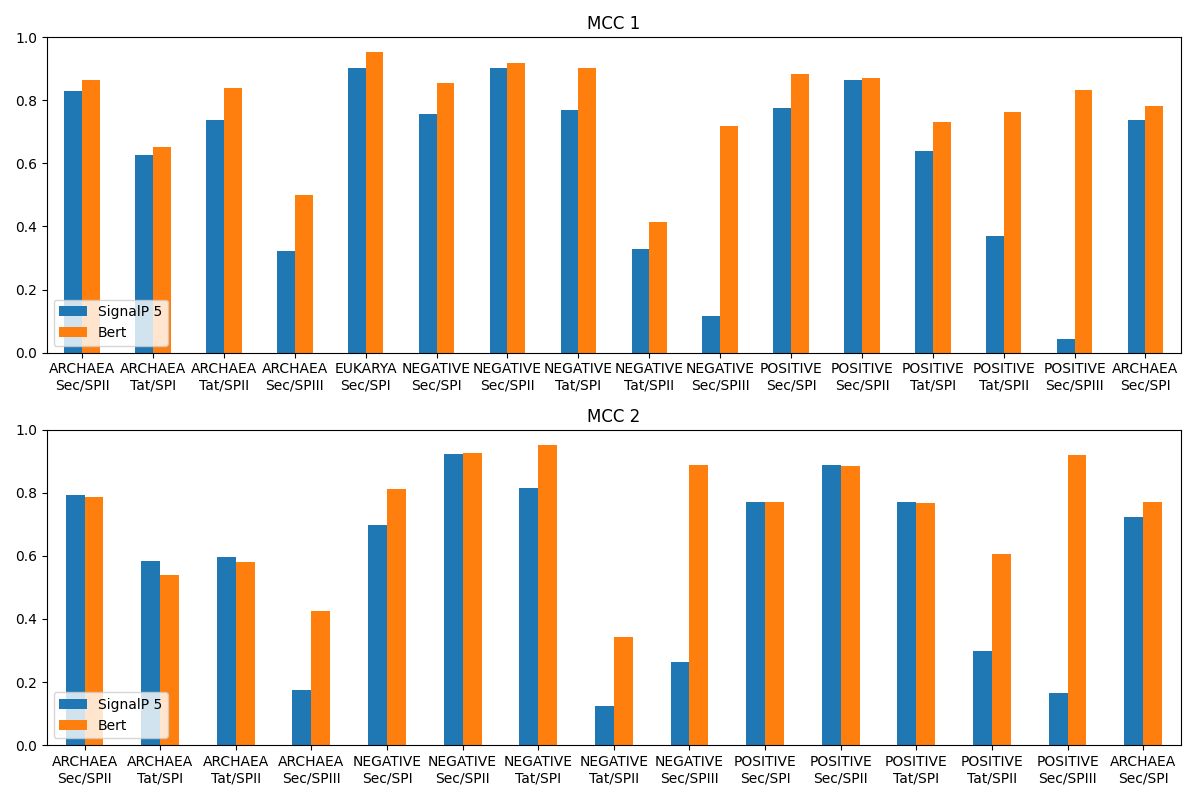 MCC 1
1.0
0.8
0.6
0.4
0.2
0.0
SignalP 5
Bert
ARCHAEA ARCHAEA ARCHAEA ARCHAEA EUKARYA NEGATIVE NEGATIVE NEGATIVE NEGATIVE NEGATIVE POSITIVE POSITIVE POSITIVE POSITIVE POSITIVE ARCHAEA
Sec/SPII Tat/SPI Tat/SPII Sec/SPIII Sec/SPI Sec/SPI Sec/SPII Tat/SPI Tat/SPII Sec/SPIII Sec/SPI Sec/SPII Tat/SPI Tat/SPII Sec/SPIII Sec/SPI
MCC 2
1.0
0.8
0.6
0.4
0.2
0.0
SignalP 5
Bert
ARCHAEA ARCHAEA ARCHAEA ARCHAEA NEGATIVE NEGATIVE NEGATIVE NEGATIVE NEGATIVE POSITIVE POSITIVE POSITIVE POSITIVE POSITIVE ARCHAEA
Sec/SPII Tat/SPI Tat/SPII Sec/SPIII Sec/SPI Sec/SPII Tat/SPI Tat/SPII Sec/SPIII Sec/SPI Sec/SPII Tat/SPI Tat/SPII Sec/SPIII Sec/SPI